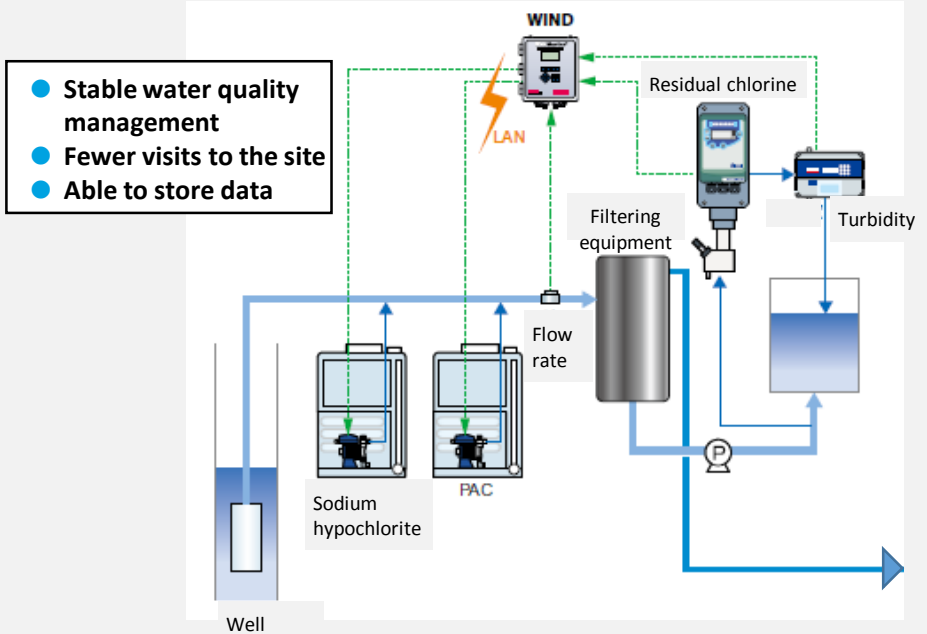 WIND
Stable water quality
management
Fewer visits to the site
Able to store data
LAN
Residual chlorine
Turbidity
Filtering
equipment
Flow
rate
Sodium
hypochlorite
PAC
P
Well